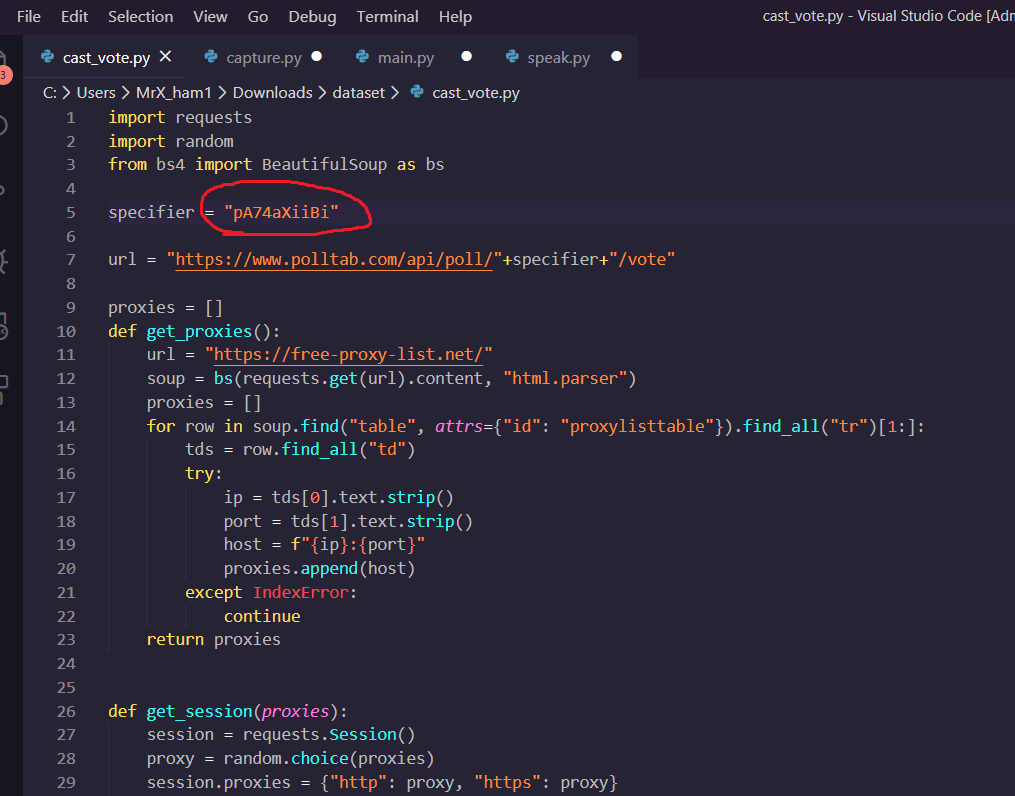 File Edit Selection View Go Debug Terminal Help cast_vote.py - Visual Studio Code [Adm
cast_vote.py capture.py main.py speak.py
3
C: > Users > MrX_ham1 > Downloads > dataset > cast_vote.py
1 import requests
2 import random
3 from bs4 import BeautifulSoup as bs
4
5 specifier = "pA74aXiiBi"
6
7 url = "https://www.polltab.com/api/poll/"+specifier+"/vote"
8
9 proxies = []
10 def get_proxies():
11 url = "https://free-proxy-list.net/"
12 soup = bs(requests.get(url).content, "html.parser")
13 proxies = []
14 for row in soup.find("table", attrs={"id": "proxylisttable"}).find_all("tr")[1:]:
15 tds = row.find_all("td")
16 try:
17 ip = tds[0].text.strip()
18 port = tds[1].text.strip()
19 host = f"{ip}:{port}"
20 proxies.append(host)
21 except IndexError:
22 continue
23 return proxies
24
25
26 def get_session(proxies):
27 session = requests.Session()
28 proxy = random.choice(proxies)
29 session.proxies = {"http": proxy, "https": proxy}